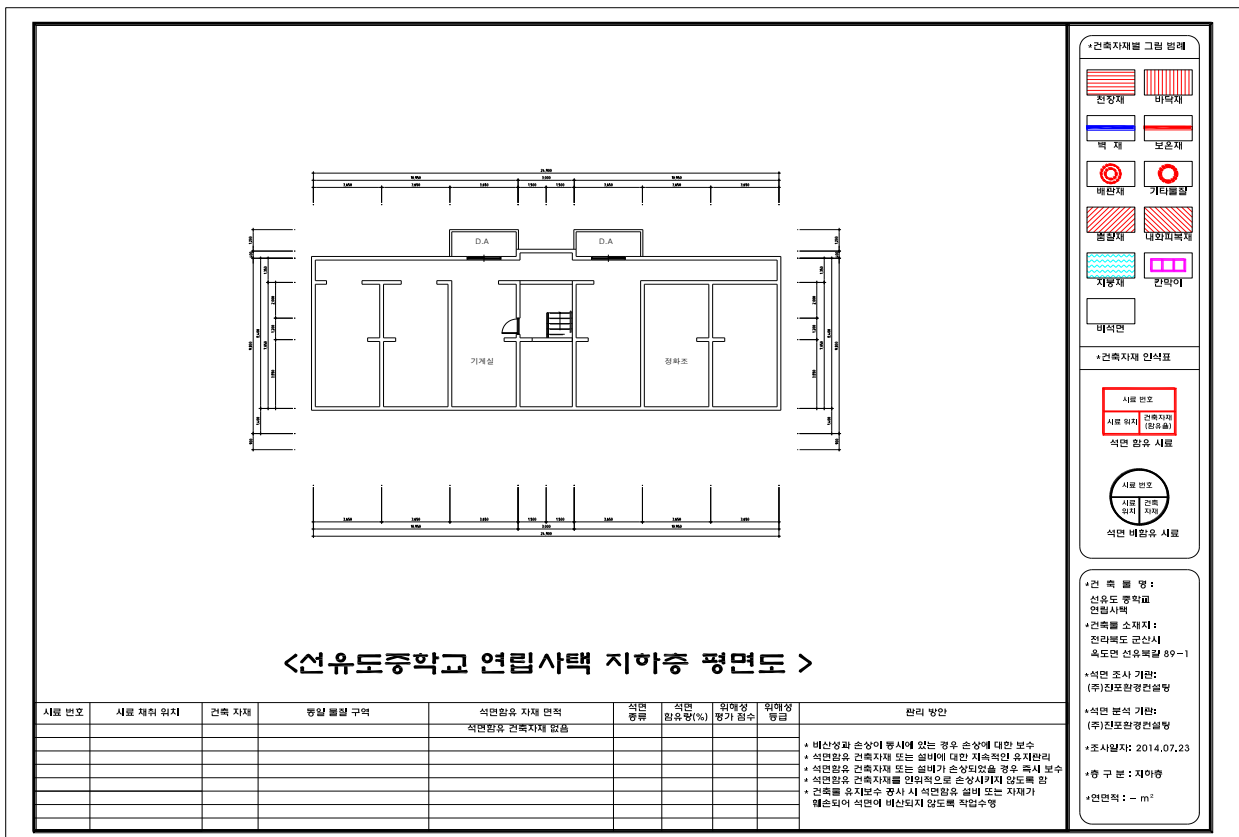 *건축자재별 그림 범례
천장재 바닥재
벽 재 보온재
배관재 기타물질
뿜칠재 내화피복재
지붕재 칸막이
비석면
*건축자재 인식표
시료 번호
시료 위치 건축자재
(함유율)
석면 함유 시료
시료 번호
시료 건축
위치 자재
석면 비함유 시료
*건 축 물 명 :
선유도 중학교
연립사택
*건축물 소재지 :
전라북도 군산시
옥도면 선유북길 89-1
*석면 조사 기관:
(주)진포환경컨설팅
*석면 분석 기관:
(주)진포환경컨설팅
*조사일자: 2014.07.23
*층 구 분 : 지하층
*연면적 : - m²
D.A D.A
기계실 정화조
<선유도중학교 연립사택 지하층 평면도 >
시료 번호 시료 채취 위치 건축 자재 동일 물질 구역 석면함유 자재 면적 석면 종류 석면 함유량(%) 위해성 평가 점수 위해성 등급 관리 방안
석면함유 건축자재 없음
* 비산성과 손상이 동시에 있는 경우 손상에 대한 보수
* 석면함유 건축자재 또는 설비에 대한 지속적인 유지관리
* 석면함유 건축자재 또는 설비가 손상되었을 경우 즉시 보수
* 석면함유 건축자재를 인위적으로 손상시키지 않도록 함
* 건축물 유지보수 공사 시 석면함유 설비 또는 자재가
훼손되어 석면이 비산되지 않도록 작업수행